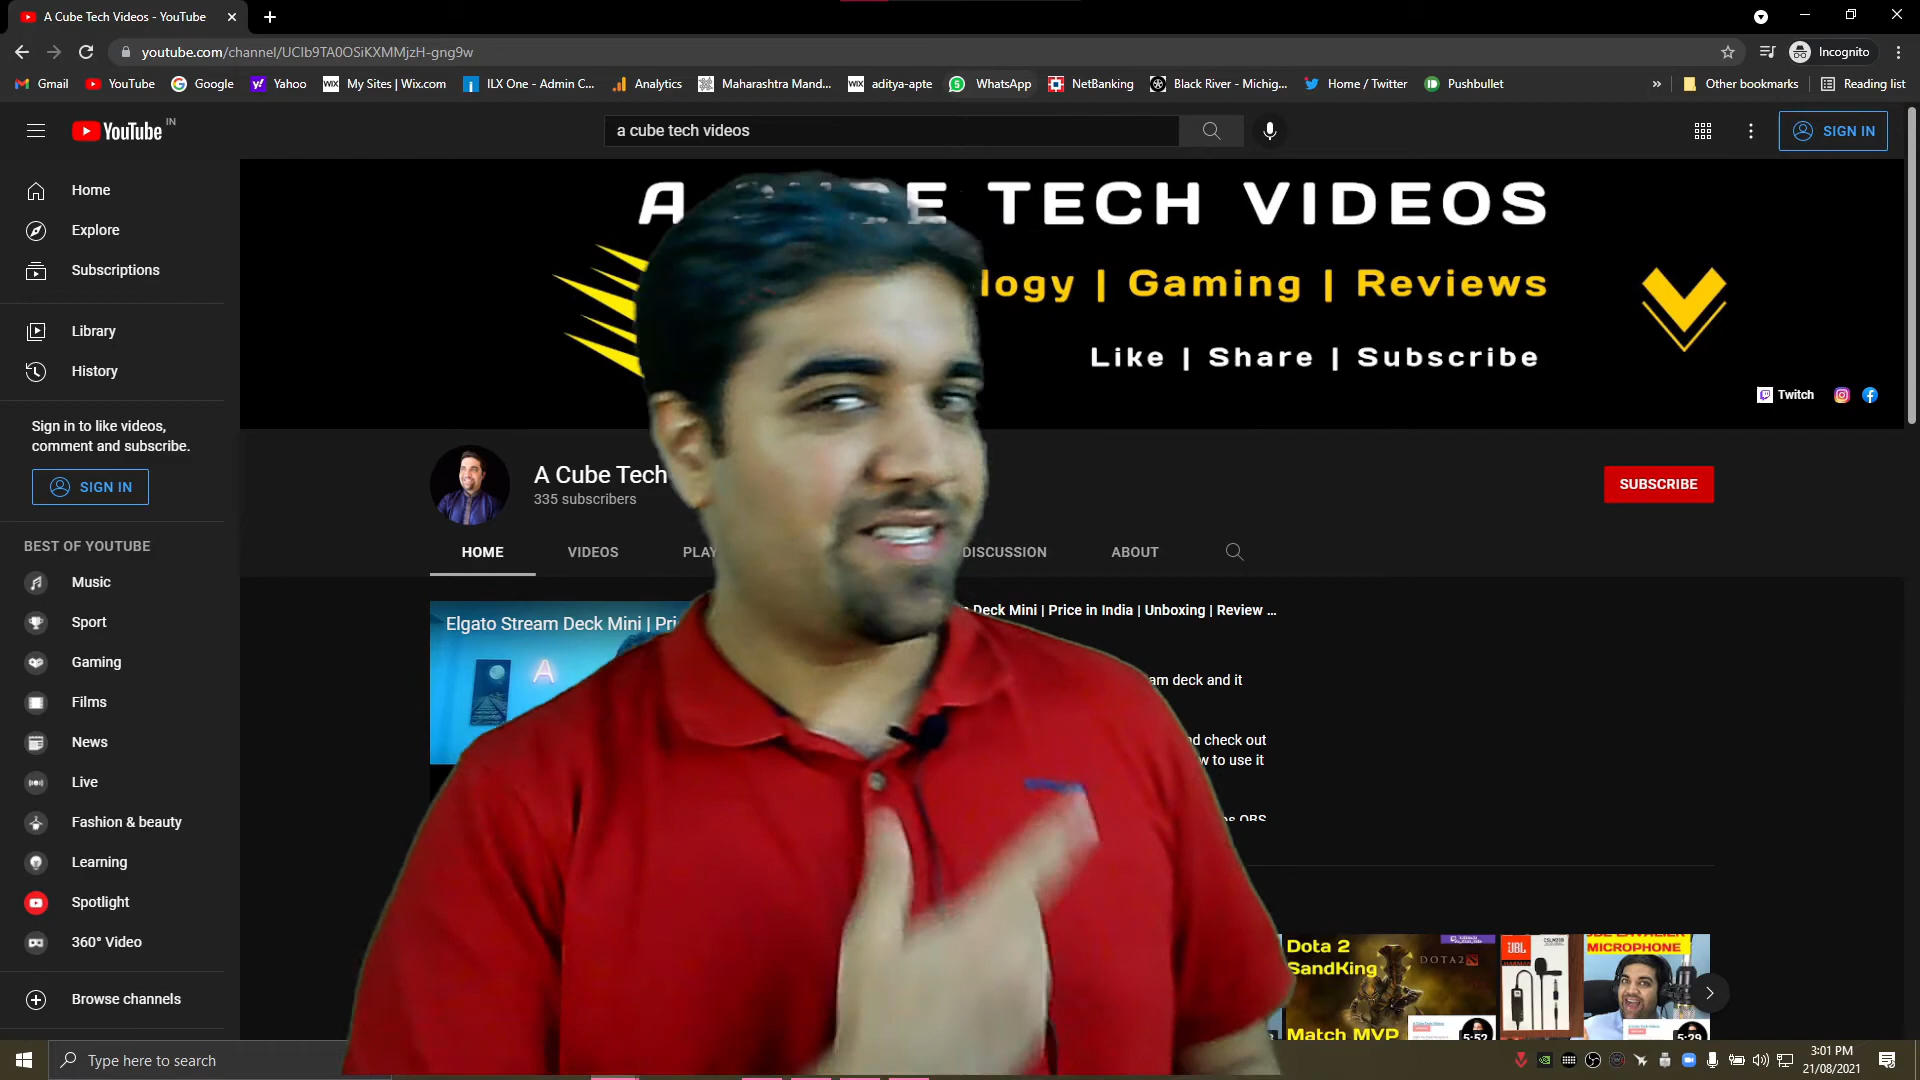 A Cube Tech Videos - YouTube
youtube.com/channel/UCIb9TA0OSiKXMMjzH-gng9w
Incognito
Gmail
YouTube
Google
Yahoo
My Sites | Wix.com
ILX One - Admin C...
Analytics
Maharashtra Mand...
aditya-apte
WhatsApp
NetBanking
Black River - Michig...
Home / Twitter
Pushbullet
»
Other bookmarks
Reading list
YouTube IN
a cube tech videos
SIGN IN
Home
Explore
Subscriptions
Library
History
Sign in to like videos,
comment and subscribe.
SIGN IN
BEST OF YOUTUBE
Music
Sport
Gaming
Films
News
Live
Fashion & beauty
Learning
Spotlight
360° Video
Browse channels
A CUBE TECH VIDEOS
logy | Gaming | Reviews
Like | Share | Subscribe
Twitch
A Cube Tech
335 subscribers
SUBSCRIBE
HOME
VIDEOS
PLAY
DISCUSSION
ABOUT
Elgato Stream Deck Mini | Pri
A
Deck Mini | Price in India | Unboxing | Review ...
am deck and it
d check out
w to use it
os OBS
Dota 2
SandKing
DOTA 2
Match MVP
5:52
JBL
MICROPHONE
5:29
Type here to search
3:01 PM
21/08/2021